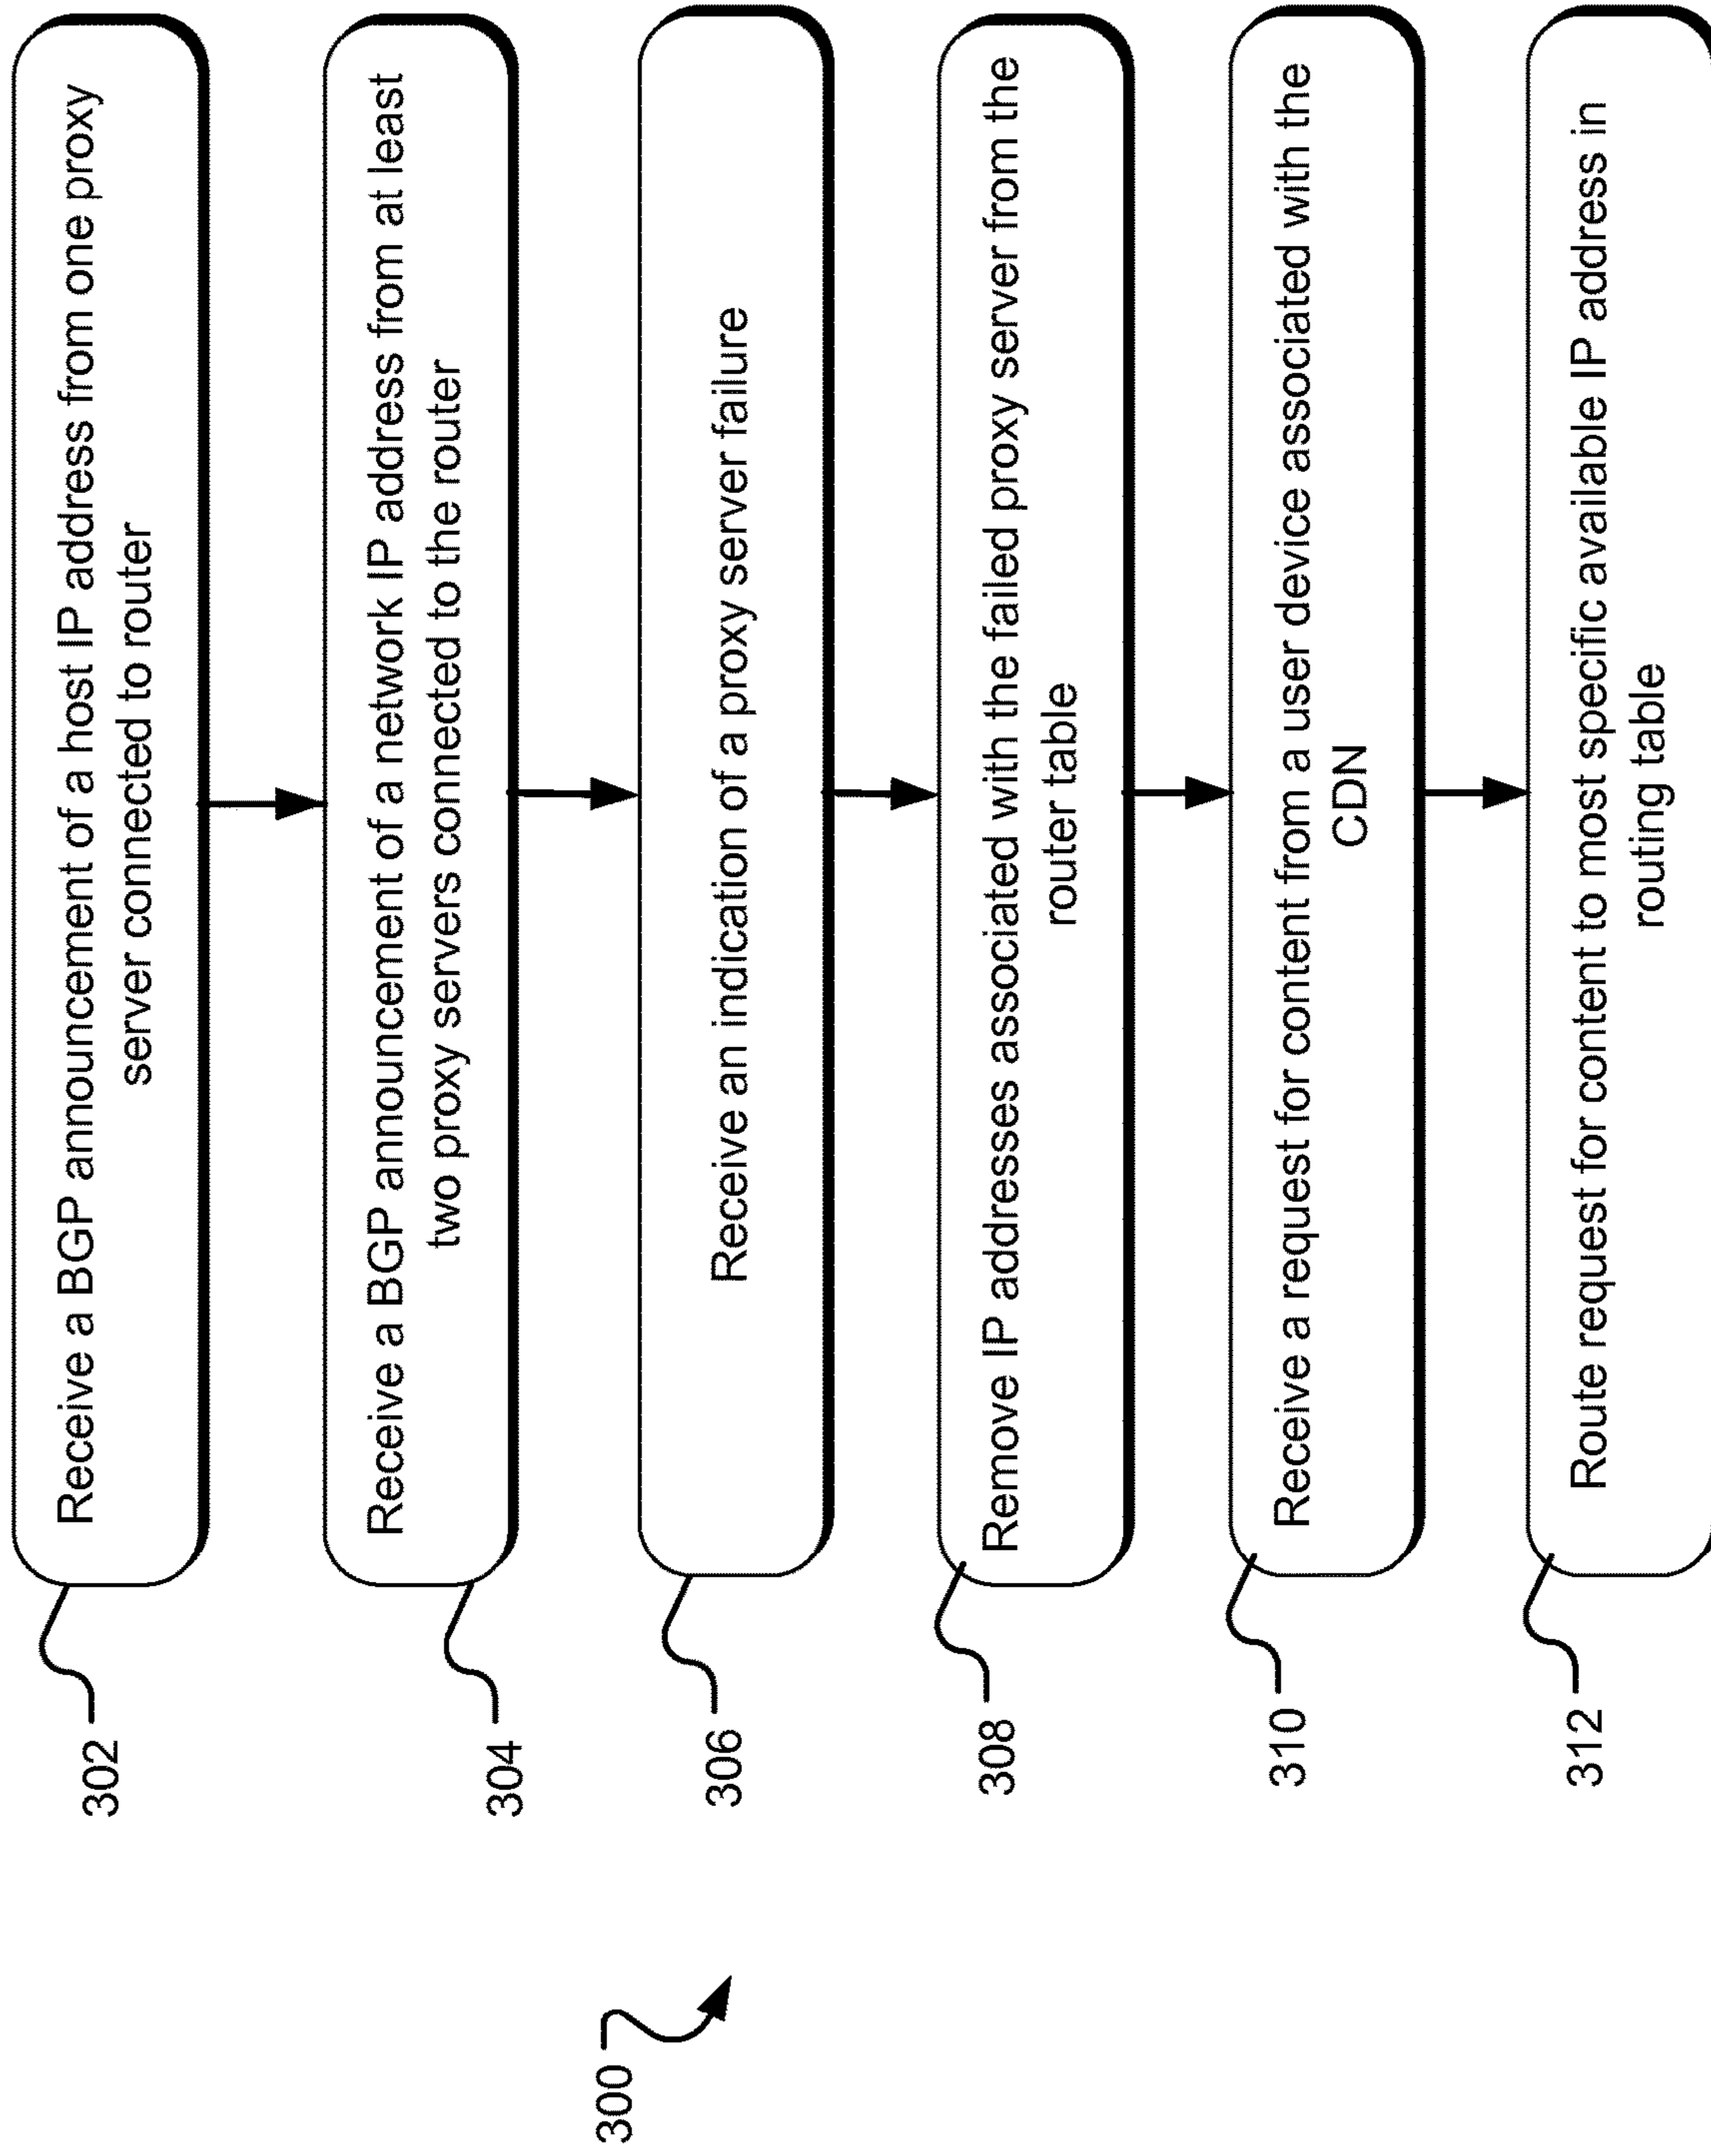 300
302
Receive a BGP announcement of a host IP address from one proxy
server connected to router
304
Receive a BGP announcement of a network IP address from at least
two proxy servers connected to the router
306
Receive an indication of a proxy server failure
308
Remove IP addresses associated with the failed proxy server from the
router table
310
Receive a request for content from a user device associated with the
CDN
312
Route request for content to most specific available IP address in
routing table